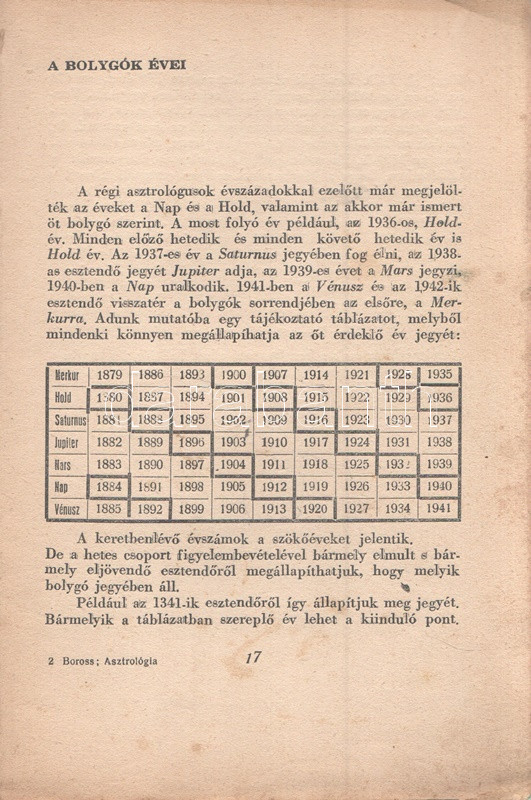 A BOLYGÓK ÉVEI
A régi asztrológusok évszázadokkal ezelőtt már megjelöl-
ték az éveket a Nap és a Hold, valamint az akkor már ismert
öt bolygó szerint. A most folyó év például, az 1936-os, Hold-
év. Minden előző hetedik és minden követő hetedik év is
Hold év. Az 1937-es év a Saturnus jegyében fog élni, az 1938-
as esztendő jegyét Jupiter adja, az 1939-es évet a Mars jegyzi,
1940-ben a Nap uralkodik. 1941-ben a Vénusz és az 1942-ik
esztendő visszatér a bolygók sorrendjében az elsőre, a Mer-
kurra. Adunk mutatóba egy tájékoztató táblázatot, melyből
mindenki könnyen megállapíthatja az őt érdeklő év jegyét:
Merkur 1879 1886 1893 1900 1907 1914 1921 1928 1935
Hold 1880 1887 1894 1901 1908 1915 1922 1929 1936
Saturnus 1881 1888 1895 1902 1909 1916 1923 1930 1937
Jupiter 1882 1889 1896 1903 1910 1917 1924 1931 1938
Mars 1883 1890 1897 1904 1911 1918 1925 1932 1939
Nap 1884 1891 1898 1905 1912 1919 1926 1933 1940
Vénusz 1885 1892 1899 1906 1913 1920 1927 1934 1941
A keretbenlévő évszámok a szökőéveket jelentik.
De a hetes csoport figyelembevételével bármely elmult s bár-
mely eljövendő esztendőről megállapíthatjuk, hogy melyik
bolygó jegyében áll.
Például az 1341-ik esztendőről így állapítjuk meg jegyét.
Bármelyik a táblázatban szereplő év lehet a kiinduló pont.
2 Boross; Asztrológia 17
darabanth